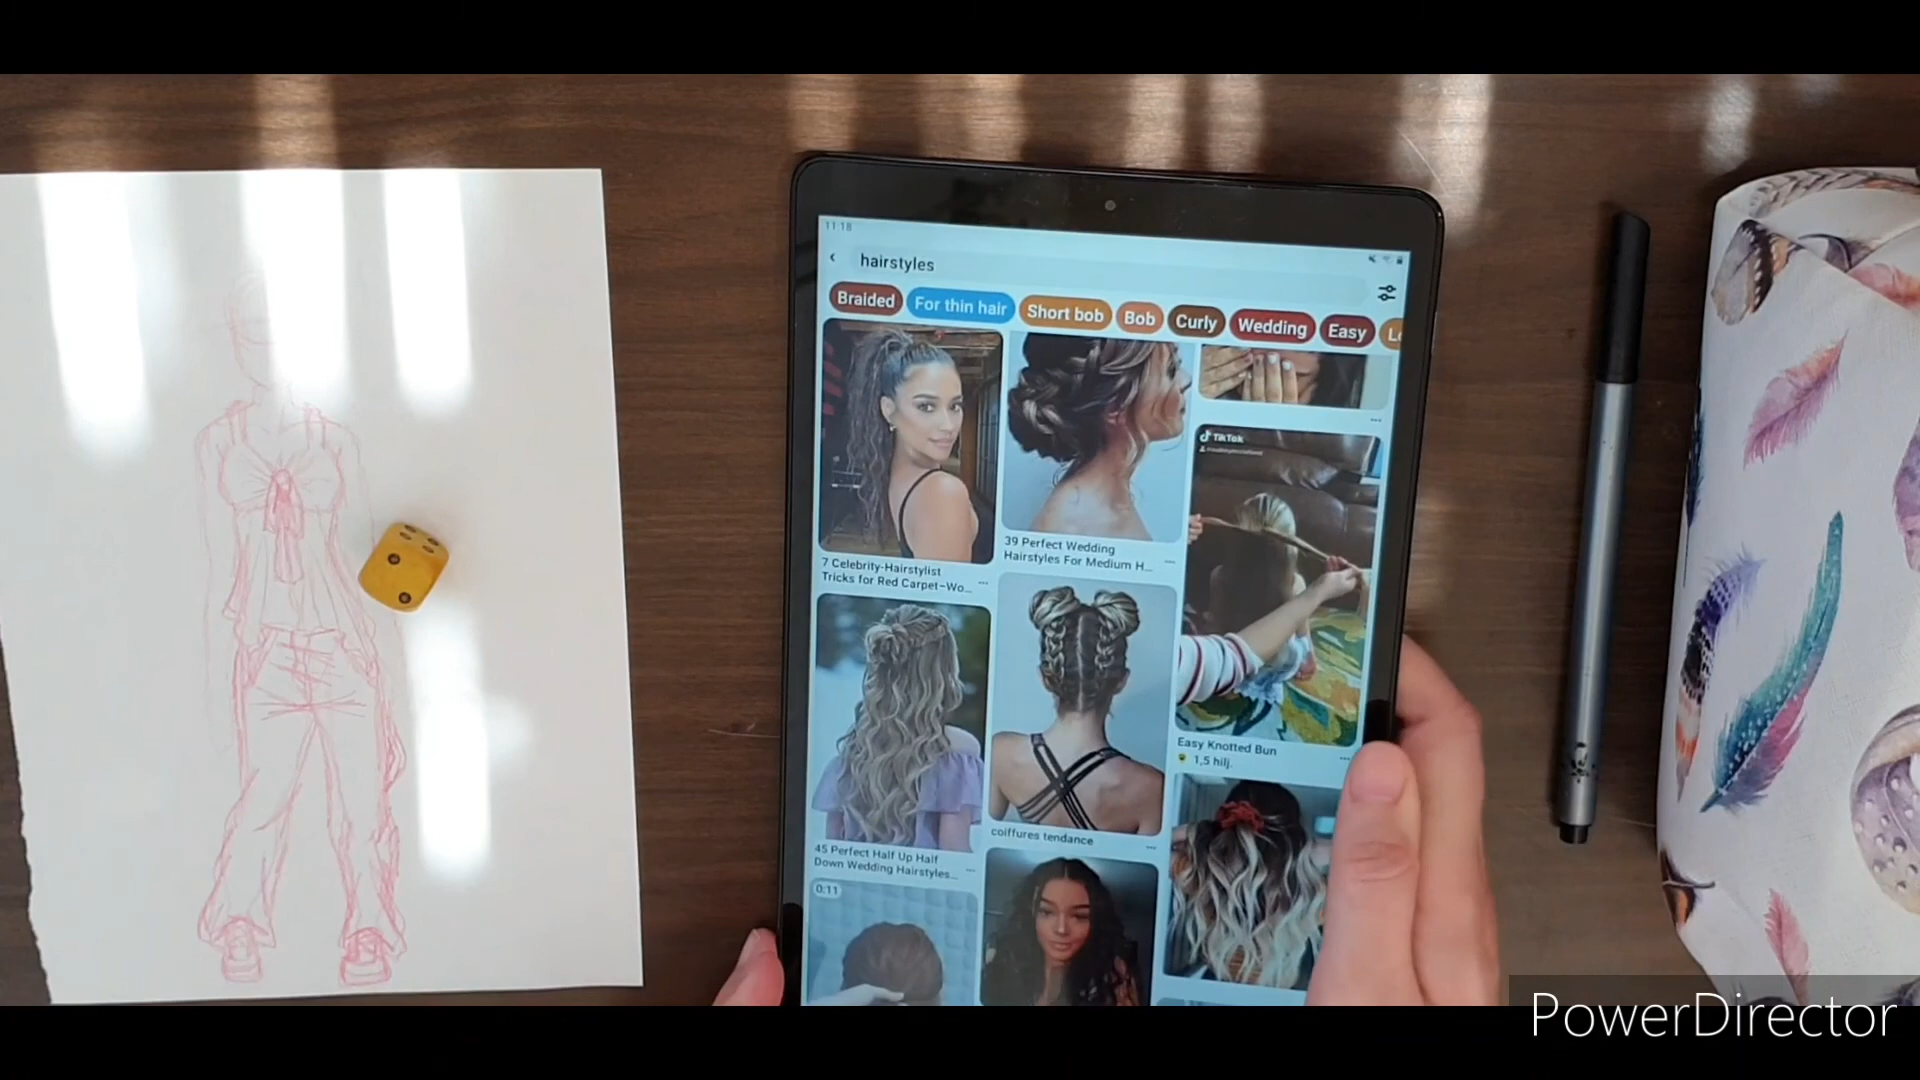 11:18
hairstyles
Braided
For thin hair
Short bob
Bob
Curly
Wedding
Easy
TikTok
7 Celebrity-Hairstylist
Tricks for Red Carpet–Wo...
39 Perfect Wedding
Hairstyles For Medium H...
Easy Knotted Bun
1,5 hilj.
coiffures tendance
45 Perfect Half Up Half
Down Wedding Hairstyles...
0:11
PowerDirector